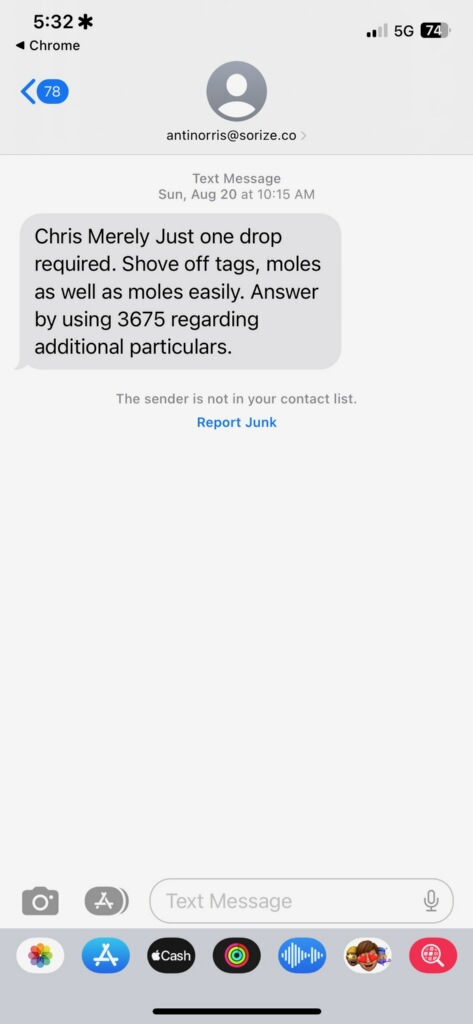 5:32 ✱
5G 74
◀ Chrome
78
antinorris@sorize.co
Text Message
Sun, Aug 20 at 10:15 AM
Chris Merely Just one drop
required. Shove off tags, moles
as well as moles easily. Answer
by using 3675 regarding
additional particulars.
The sender is not in your contact list.
Report Junk
Text Message
Cash